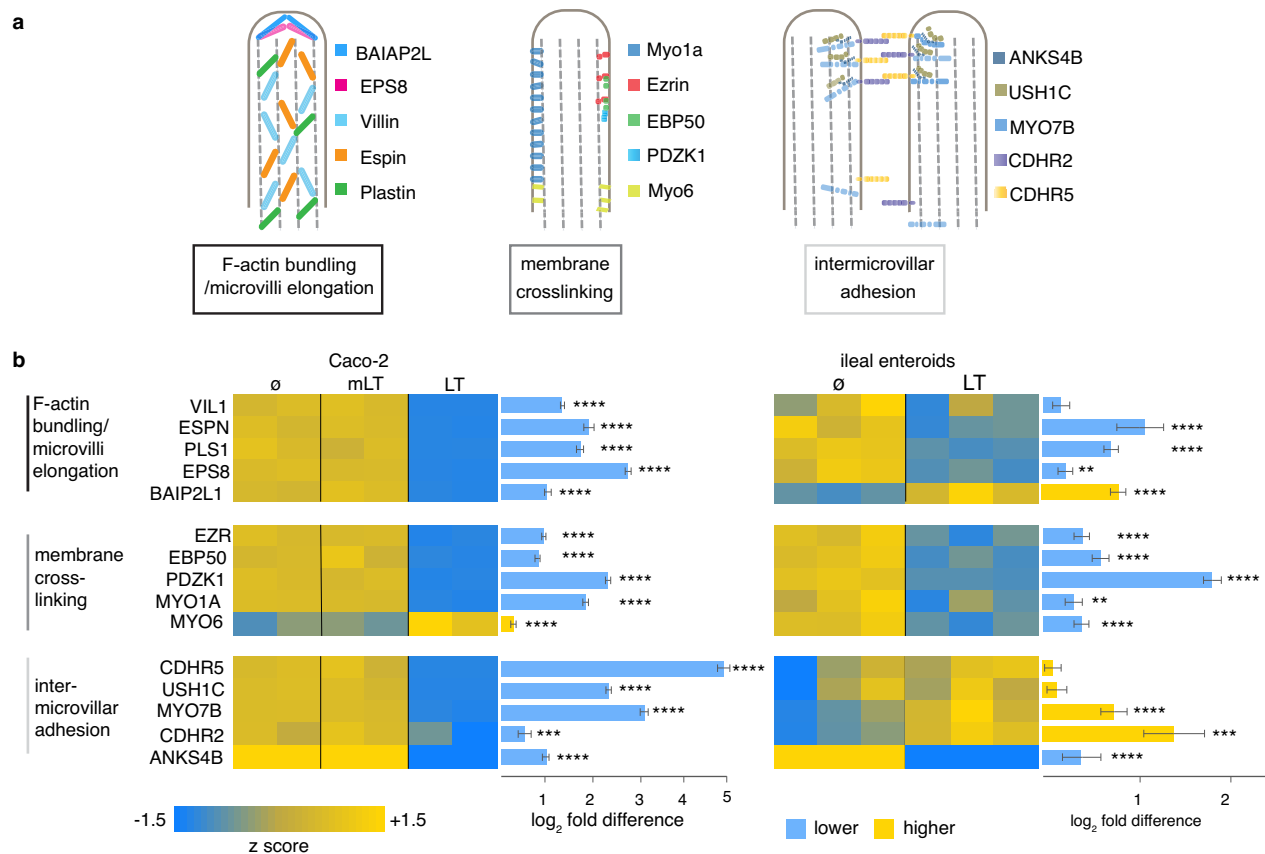 a
BAIAP2L
EPS8
Villin
Espin
Plastin
F-actin bundling
/microvilli elongation
Myo1a
Ezrin
EBP50
PDZK1
Myo6
membrane
crosslinking
ANKS4B
USH1C
MYO7B
CDHR2
CDHR5
intermicrovillar
adhesion
b
Caco-2
ø mLT LT
ileal enteroids
ø LT
F-actin
bundling/
microvilli
elongation
VIL1 ****
ESPN **** ****
PLS1 **** ****
EPS8 **** **
BAIP2L1 **** ****
membrane
cross-
linking
EZR **** ****
EBP50 **** ****
PDZK1 **** ****
MYO1A **** **
MYO6 **** ****
inter-
microvillar
adhesion
CDHR5 ****
USH1C ****
MYO7B **** ****
CDHR2 *** ***
ANKS4B **** ****
1 2 3 4 5
log2 fold difference
1 2
log2 fold difference
-1.5 +1.5
z score
lower higher